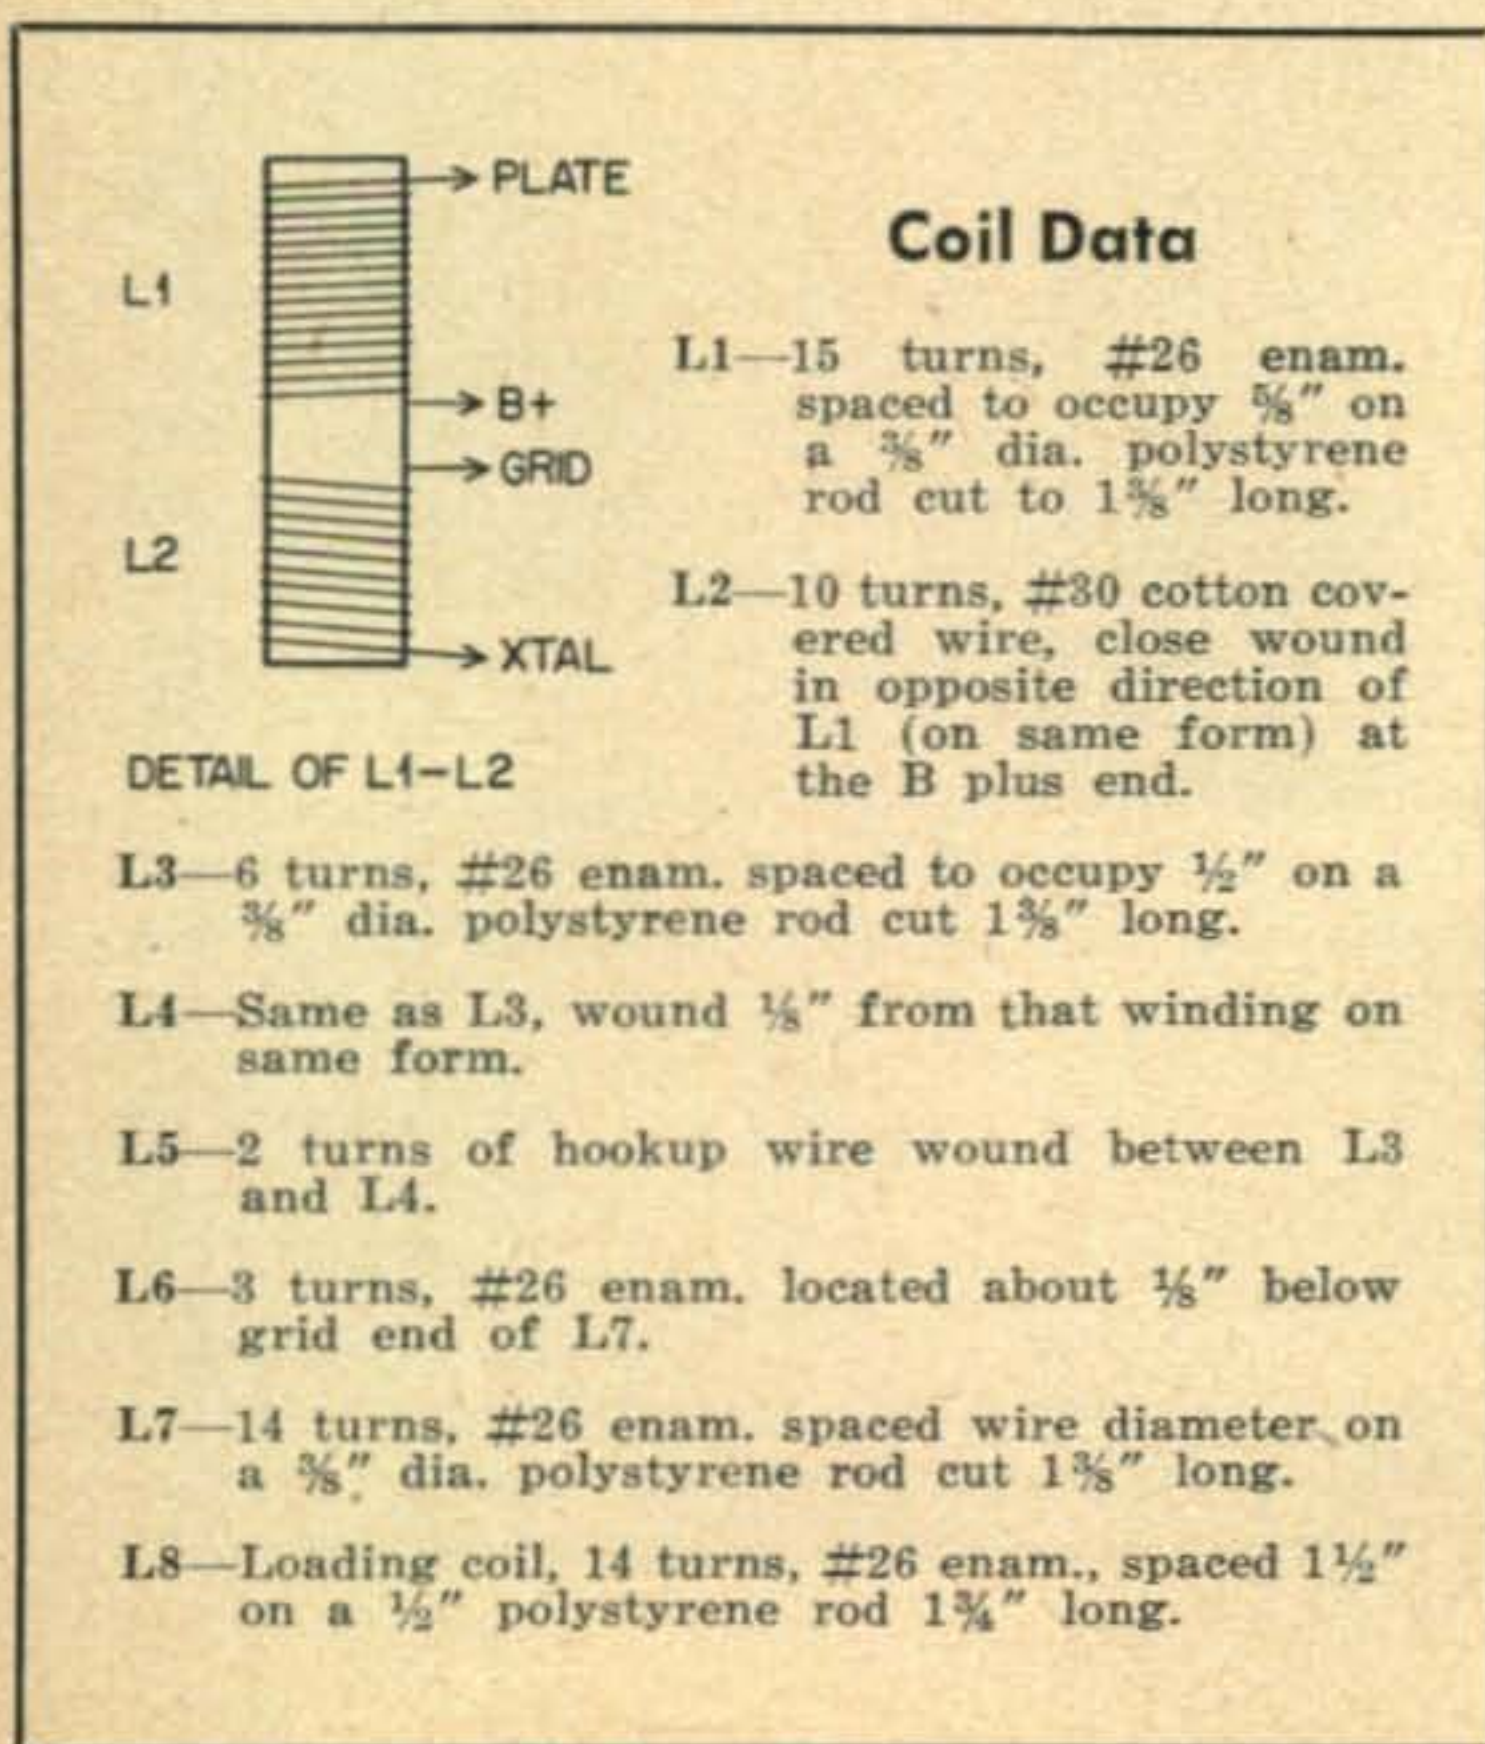 PLATE
L1
B+
GRID
L2
XTAL
DETAIL OF L1-L2
Coil Data
L1—15 turns, #26 enam.
spaced to occupy ⅝" on
a ⅜" dia. polystyrene
rod cut to 1⅜" long.
L2—10 turns, #30 cotton cov-
ered wire, close wound
in opposite direction of
L1 (on same form) at
the B plus end.
L3—6 turns, #26 enam. spaced to occupy ½" on a
⅜" dia. polystyrene rod cut 1⅜" long.
L4—Same as L3, wound ⅛" from that winding on
same form.
L5—2 turns of hookup wire wound between L3
and L4.
L6—3 turns, #26 enam. located about ⅛" below
grid end of L7.
L7—14 turns, #26 enam. spaced wire diameter on
a ⅜" dia. polystyrene rod cut 1⅜" long.
L8—Loading coil, 14 turns, #26 enam., spaced 1½"
on a ½" polystyrene rod 1¾" long.